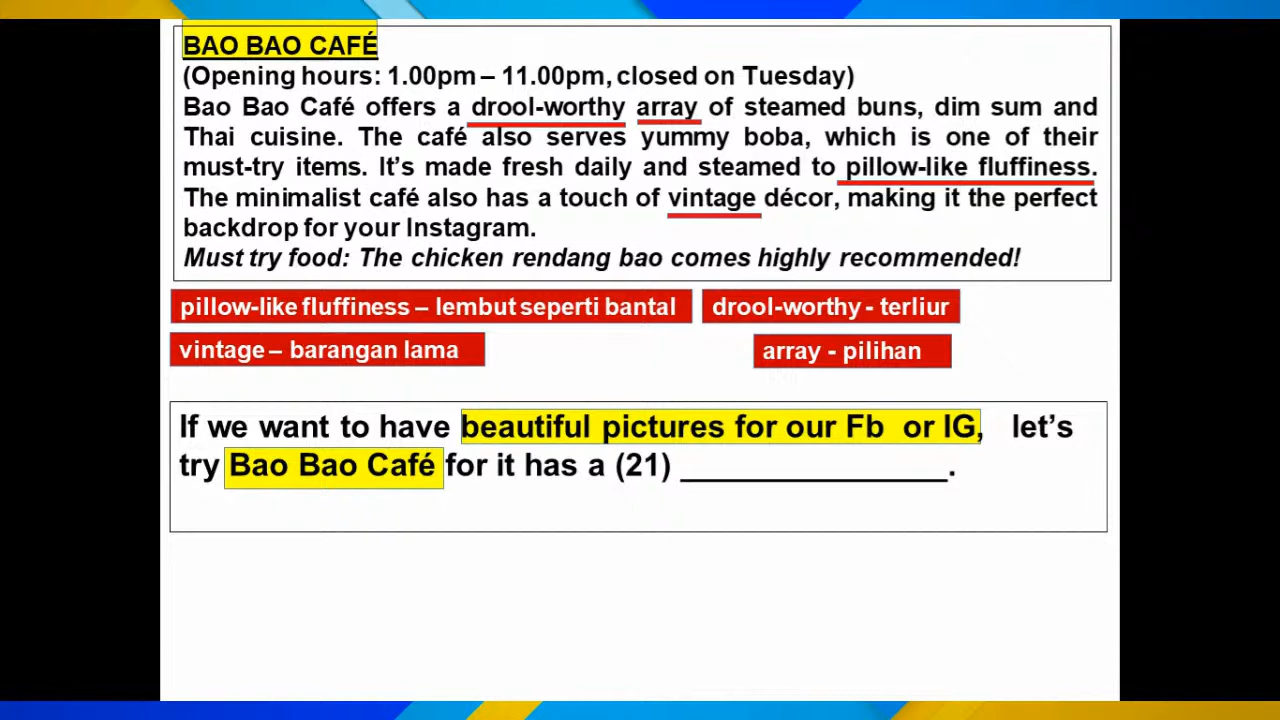 BAO BAO CAFÉ
(Opening hours: 1.00pm – 11.00pm, closed on Tuesday)
Bao Bao Café offers a drool-worthy array of steamed buns, dim sum and
Thai cuisine. The café also serves yummy boba, which is one of their
must-try items. It's made fresh daily and steamed to pillow-like fluffiness.
The minimalist café also has a touch of vintage décor, making it the perfect
backdrop for your Instagram.
Must try food: The chicken rendang bao comes highly recommended!
pillow-like fluffiness – lembut seperti bantal
drool-worthy - terliur
vintage – barangan lama
array - pilihan
If we want to have beautiful pictures for our Fb or IG, let's
try Bao Bao Café for it has a (21) _______________.